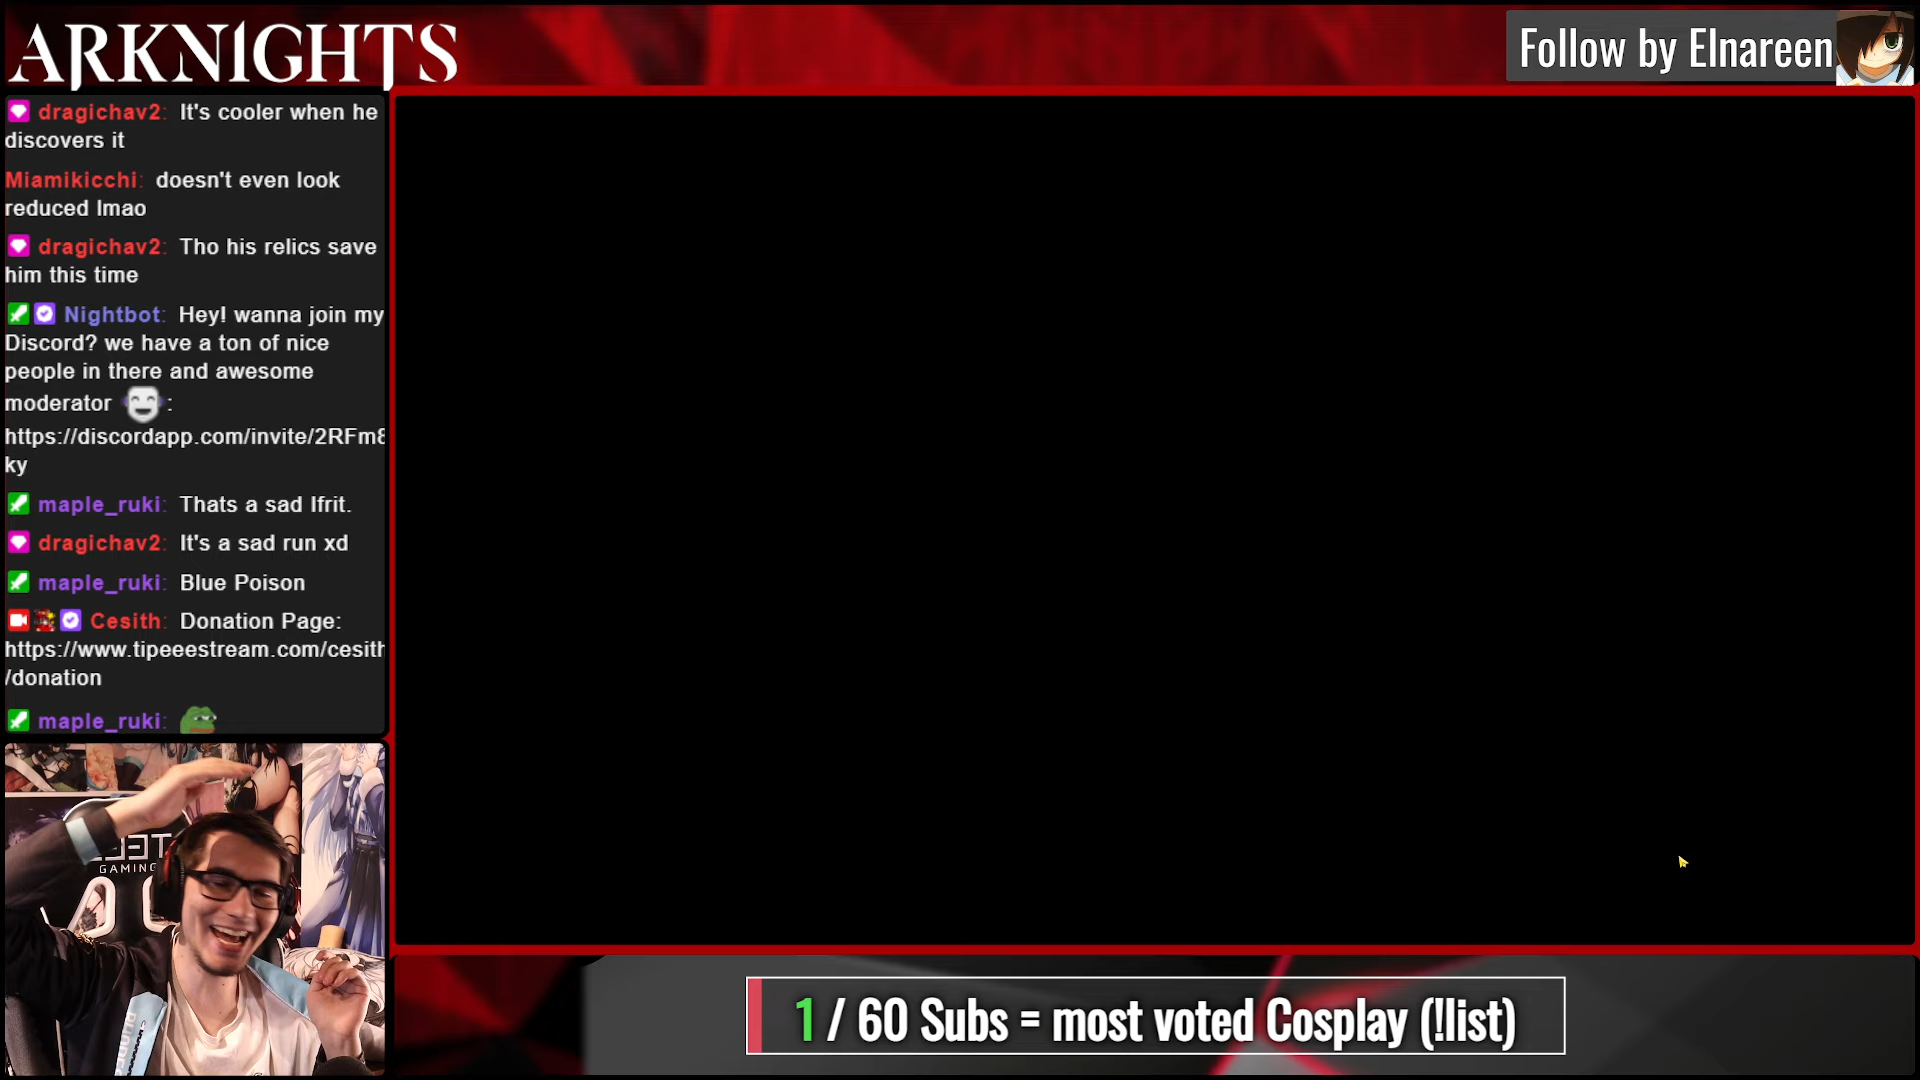 ARKNIGHTS
Follow by Elnareen
dragichav2: It's cooler when he
discovers it
Miamikicchi: doesn't even look
reduced lmao
dragichav2: Tho his relics save
him this time
Nightbot: Hey! wanna join my
Discord? we have a ton of nice
people in there and awesome
moderator :
https://discordapp.com/invite/2RFm8
ky
maple_ruki: Thats a sad Ifrit.
dragichav2: It's a sad run xd
maple_ruki: Blue Poison
Cesith: Donation Page:
https://www.tipeeestream.com/cesith
/donation
maple_ruki:
GAMING
1 / 60 Subs = most voted Cosplay (!list)